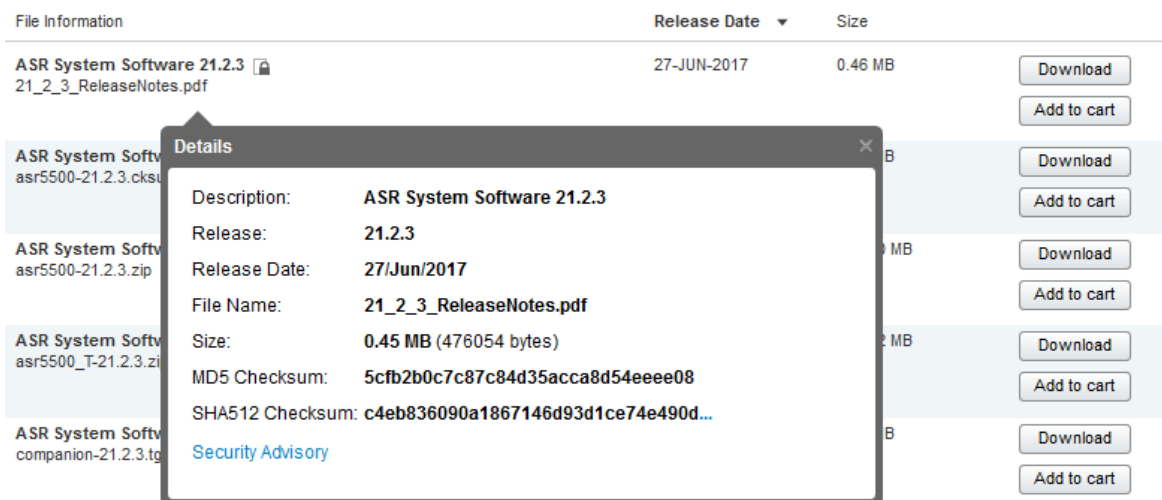 File Information Release Date Size
ASR System Software 21.2.3 27-JUN-2017 0.46 MB Download
21_2_3_ReleaseNotes.pdf
Add to cart
Details
ASR System Softw B Download
asr5500-21.2.3.cksu
Add to cart
Description: ASR System Software 21.2.3
Release: 21.2.3
ASR System Softw MB Download
asr5500-21.2.3.zip
Release Date: 27/Jun/2017
Add to cart
File Name: 21_2_3_ReleaseNotes.pdf
ASR System Softw MB Download
Size: 0.45 MB (476054 bytes)
asr5500_T-21.2.3.zi
MD5 Checksum: 5cfb2b0c7c87c84d35acca8d54eeee08
Add to cart
SHA512 Checksum: c4eb836090a1867146d93d1ce74e490d...
ASR System Softw B Download
companion-21.2.3.tg
Security Advisory
Add to cart